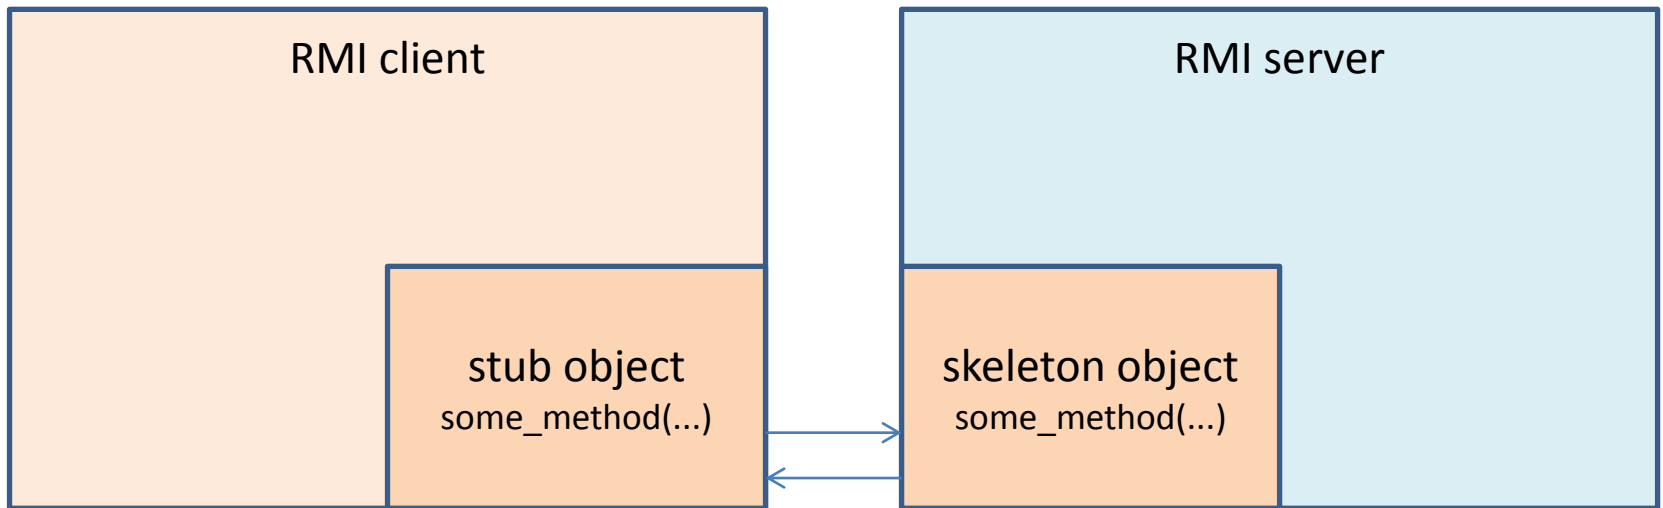 RMI client
RMI server
stub object
some_method(...)
skeleton object
some_method(...)